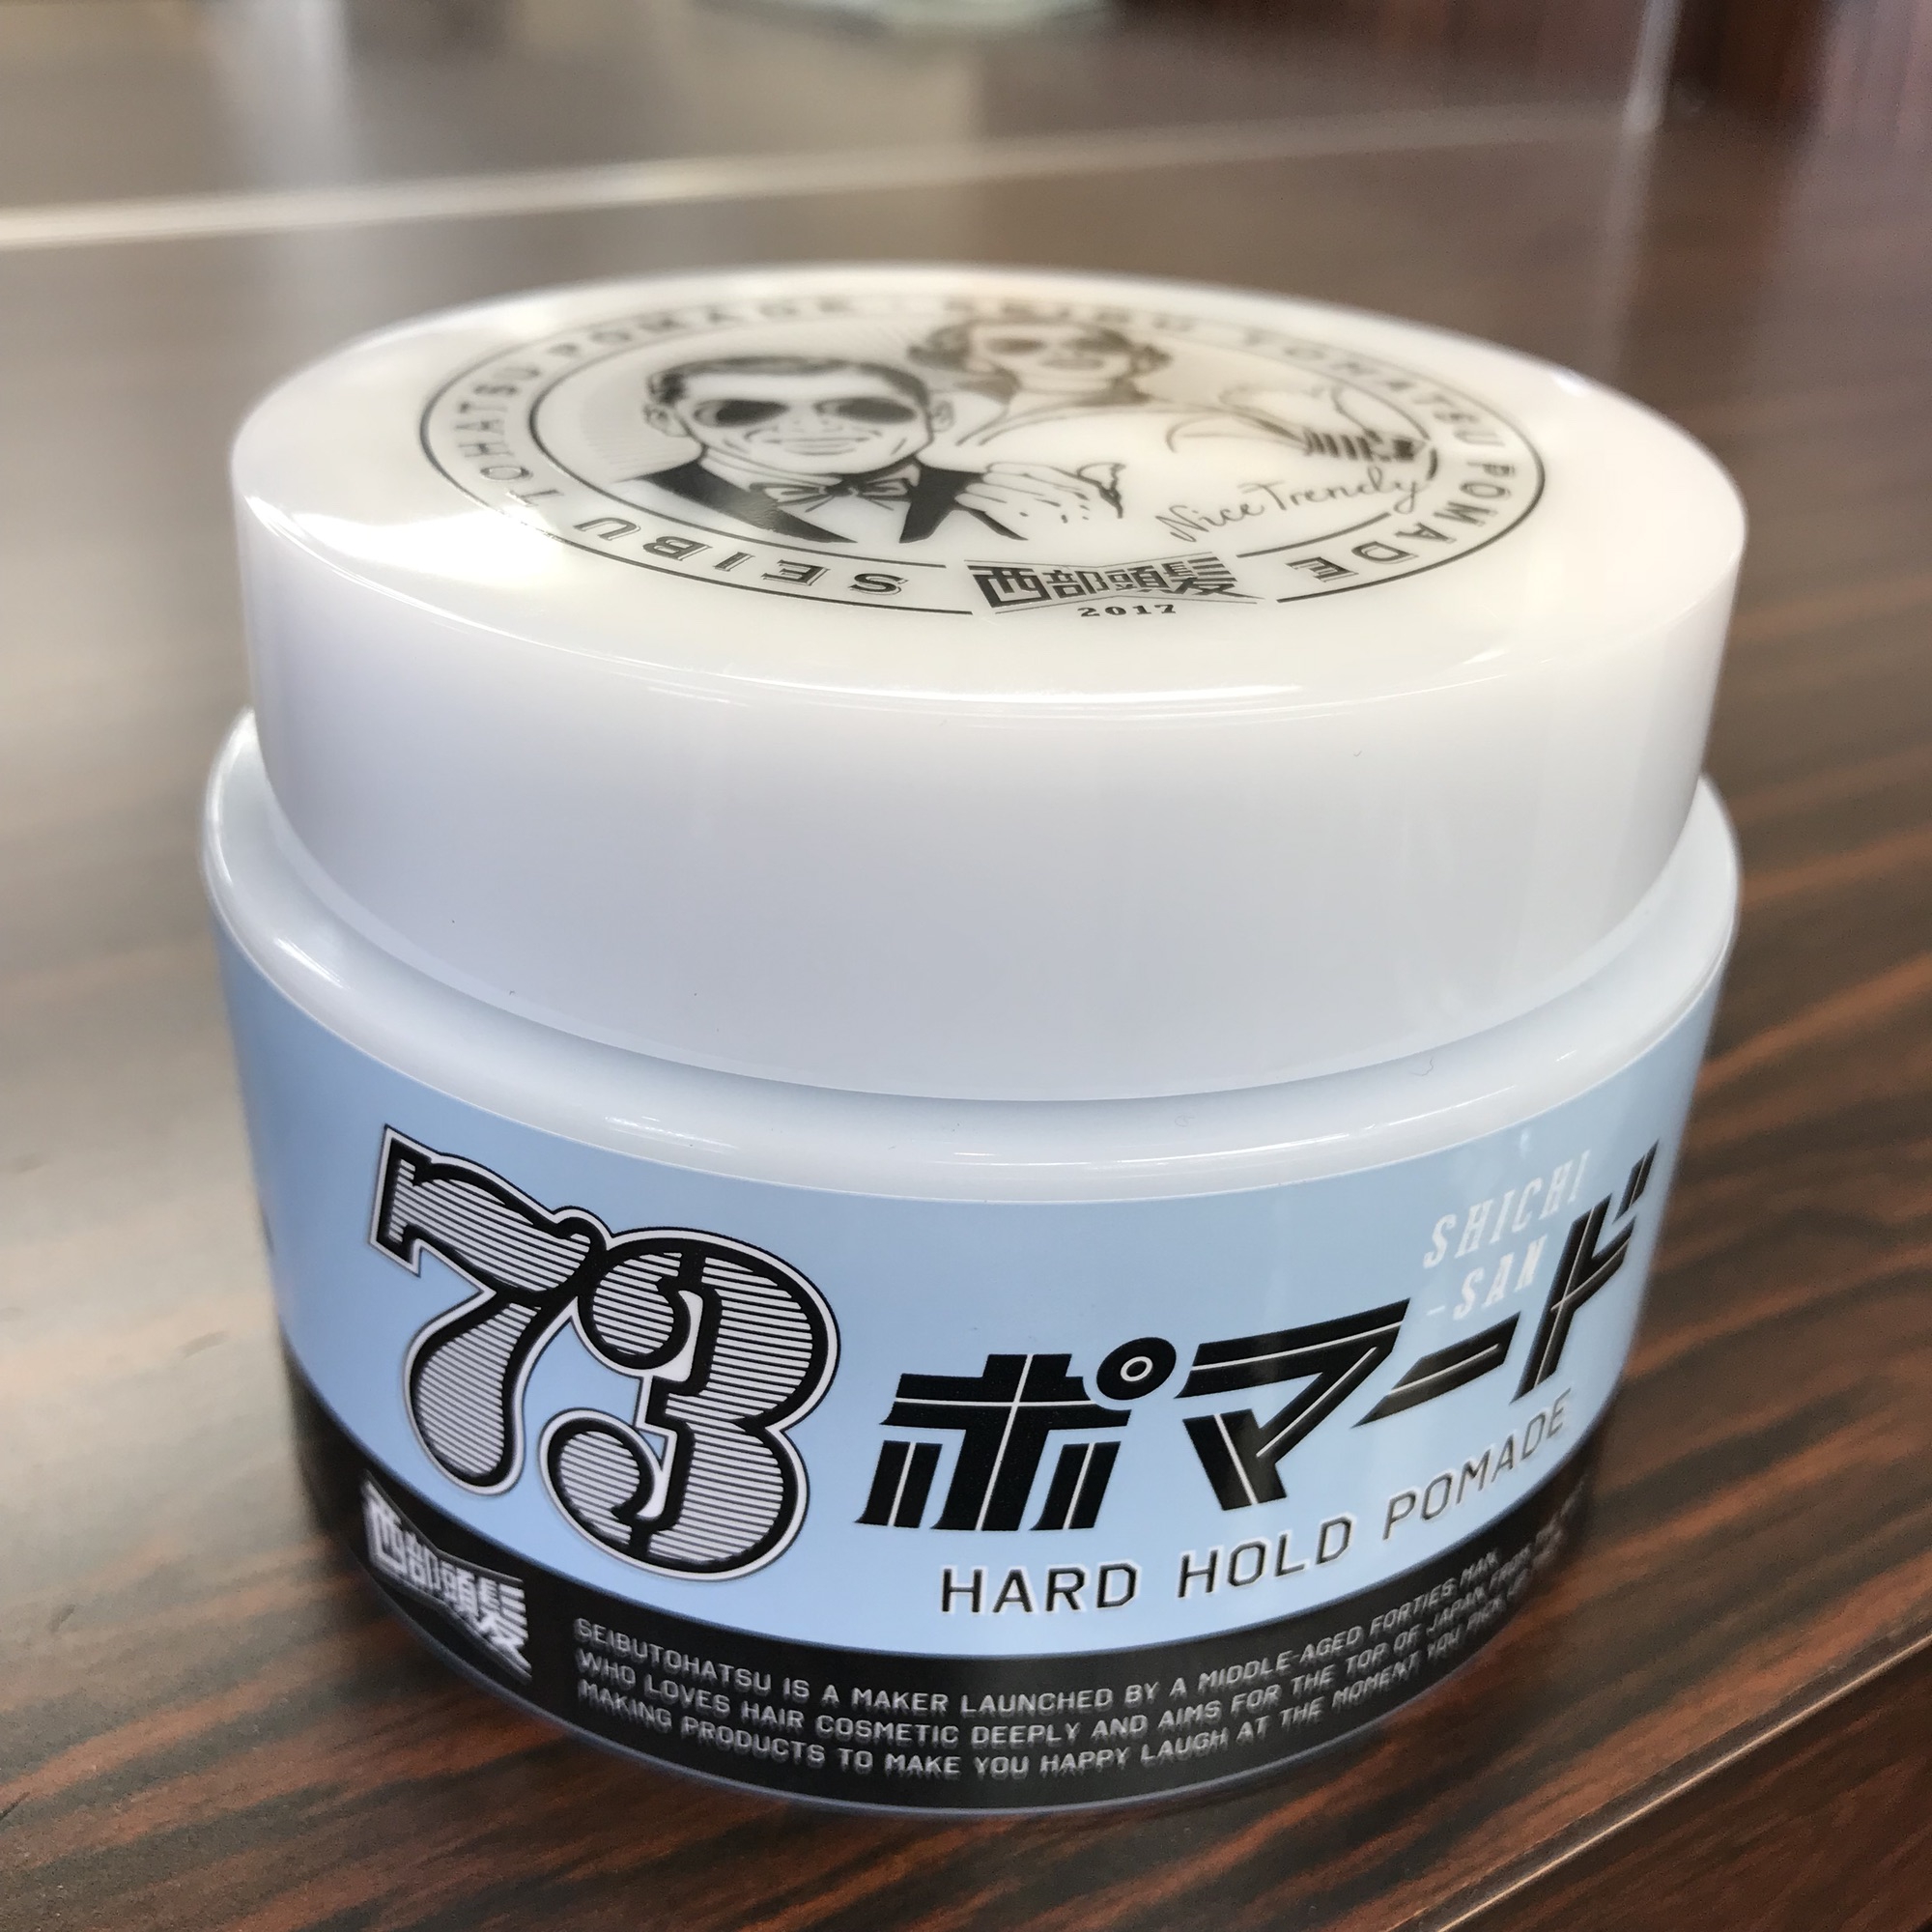 SEIBU TOHATSU POMADE · SEIBU TOHATSU POMADE
Nice Trendy
西部頭髪
2017
73
ポマード
SHICHI
-SAN
HARD HOLD POMADE
西部頭髪
SEIBUTOHATSU IS A MAKER LAUNCHED BY A MIDDLE-AGED FORTIES MAN,
WHO LOVES HAIR COSMETIC DEEPLY AND AIMS FOR THE TOP OF JAPAN FROM
MAKING PRODUCTS TO MAKE YOU HAPPY LAUGH AT THE MOMENT YOU PICK